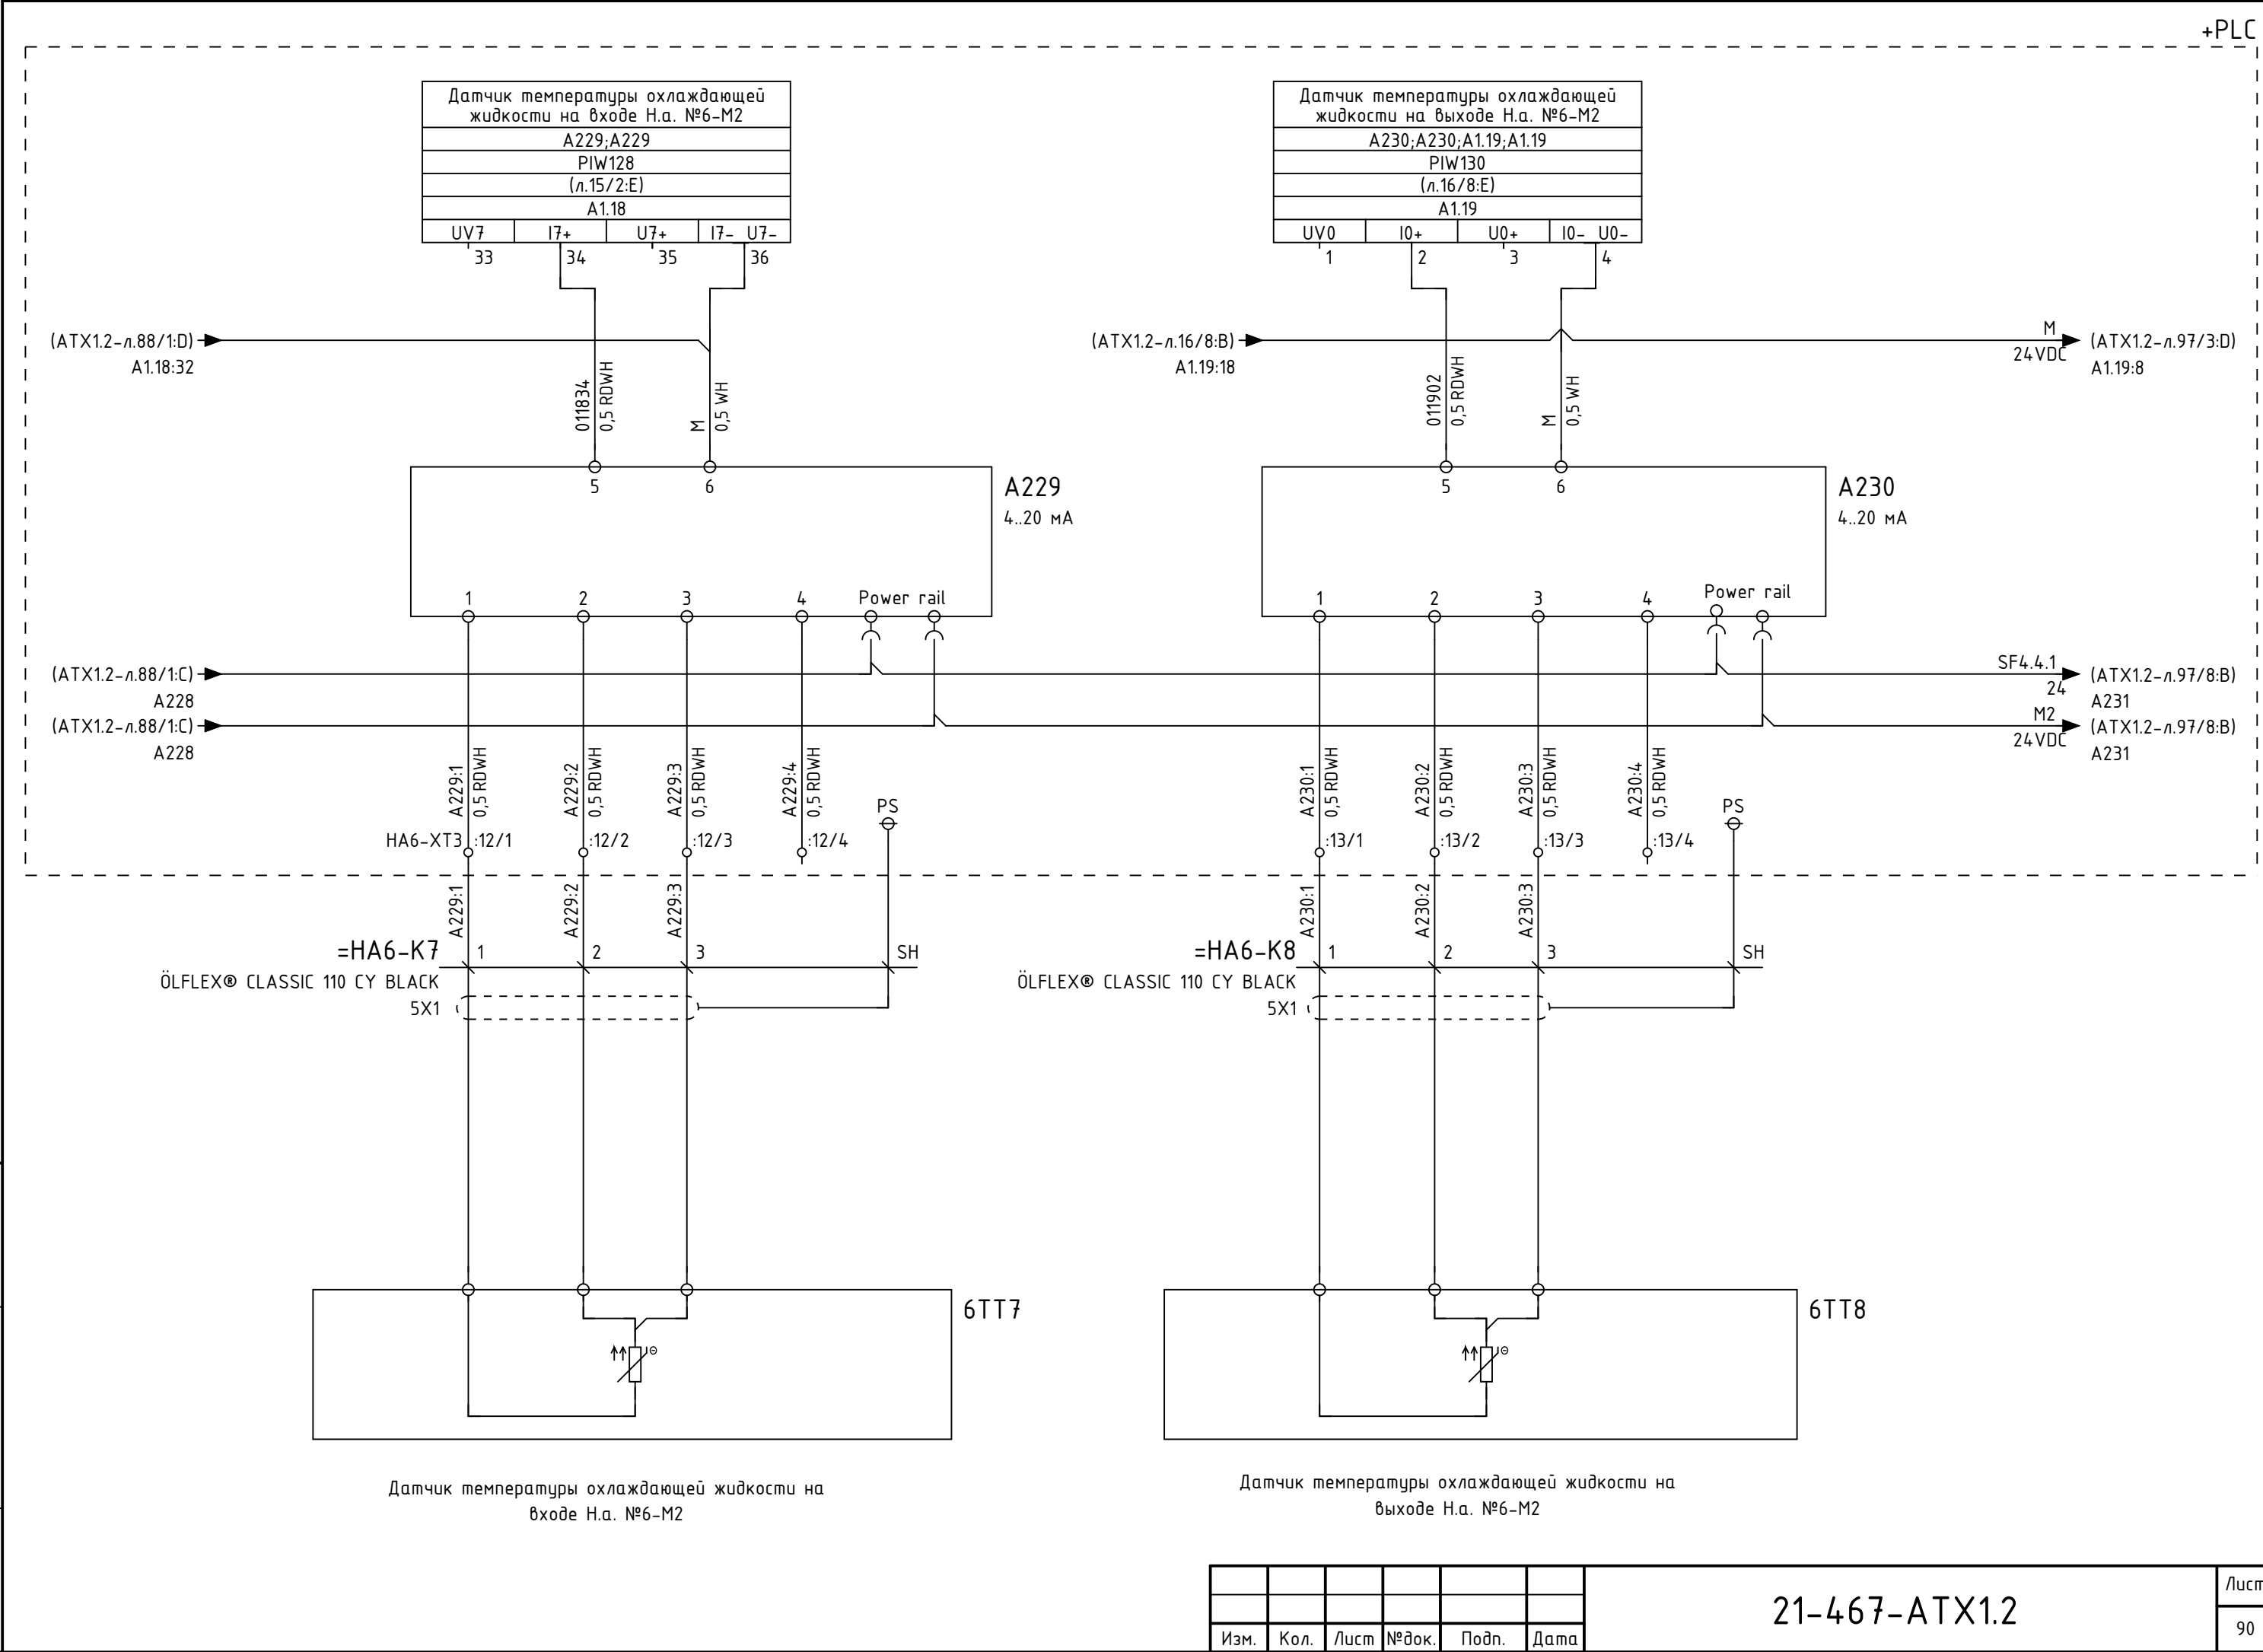 +PLC
Датчик температуры охлаждающей
жидкости на входе Н.а. №6-М2
A229;A229
PIW128
(л.15/2:E)
A1.18
UV7 I7+ U7+ I7- U7-
33 34 35 36
Датчик температуры охлаждающей
жидкости на выходе Н.а. №6-М2
A230;A230;A1.19;A1.19
PIW130
(л.16/8:E)
A1.19
UV0 I0+ U0+ I0- U0-
1 2 3 4
(ATX1.2-л.88/1:D)
A1.18:32
011834
0,5 RDWH
M
0,5 WH
(ATX1.2-л.16/8:B)
A1.19:18
011902
0,5 RDWH
M
0,5 WH
M
24VDC
(ATX1.2-л.97/3:D)
A1.19:8
5 6
A229
4..20 мА
1 2 3 4 Power rail
5 6
A230
4..20 мА
1 2 3 4 Power rail
(ATX1.2-л.88/1:C)
A228
(ATX1.2-л.88/1:C)
A228
SF4.4.1
24
(ATX1.2-л.97/8:B)
A231
M2
24VDC
(ATX1.2-л.97/8:B)
A231
A229:1
0,5 RDWH
A229:2
0,5 RDWH
A229:3
0,5 RDWH
A229:4
0,5 RDWH
PS
A230:1
0,5 RDWH
A230:2
0,5 RDWH
A230:3
0,5 RDWH
A230:4
0,5 RDWH
PS
HA6-XT3 :12/1 :12/2 :12/3 :12/4
:13/1 :13/2 :13/3 :13/4
A229:1
A229:2
A229:3
A230:1
A230:2
A230:3
=HA6-K7 1 2 3 SH
ÖLFLEX® CLASSIC 110 CY BLACK
5X1
=HA6-K8 1 2 3 SH
ÖLFLEX® CLASSIC 110 CY BLACK
5X1
6TT7
Θ
6TT8
Θ
Датчик температуры охлаждающей жидкости на
входе Н.а. №6-М2
Датчик температуры охлаждающей жидкости на
выходе Н.а. №6-М2
Изм. Кол. Лист №док. Подп. Дата
21-467-ATX1.2
Лист
90